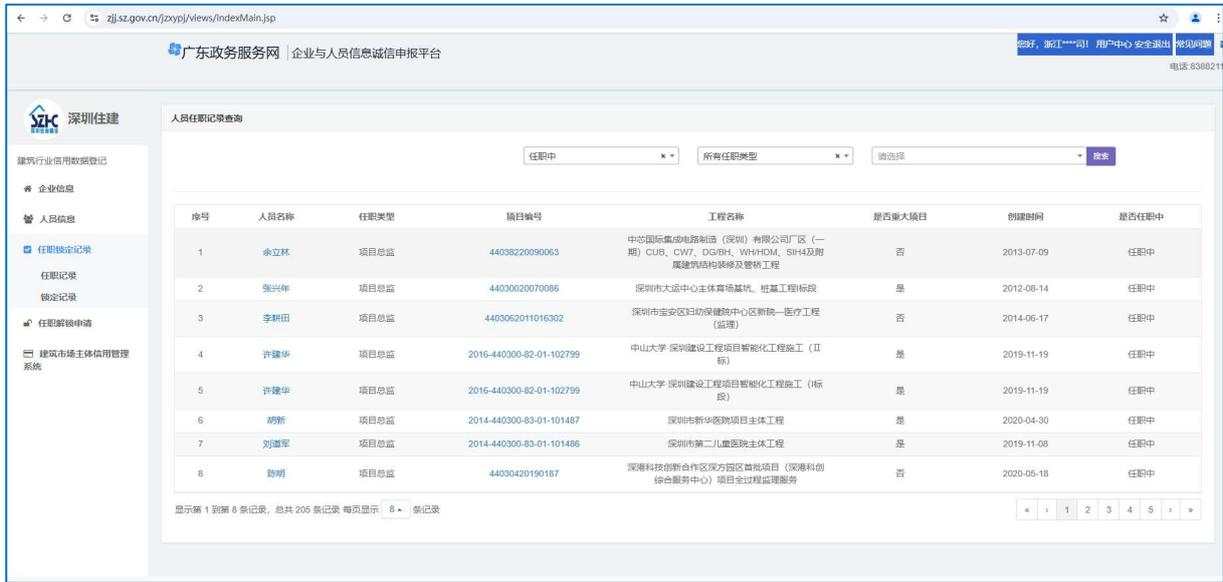 zjj.sz.gov.cn/jzxypj/views/IndexMain.jsp
广东政务服务网 企业与人员信息诚信申报平台
您好，浙江****司！ 用户中心 安全退出 常见问题
电话:8388211
深圳住建
建筑行业信用数据登记
企业信息
人员信息
任职锁定记录
任职记录
锁定记录
任职解锁申请
建筑市场主体信用管理
系统
人员任职记录查询
任职中 × 所有任职类型 × 请选择 搜索
序号 人员名称 任职类型 项目编号 工程名称 是否重大项目 创建时间 是否任职中
1 余立林 项目总监 44038220090063 中芯国际集成电路制造（深圳）有限公司厂区（一
期）CUB、CW7、DG/BH、WH/HDM、SIH4及附
属建筑结构装修及管桥工程 否 2013-07-09 任职中
2 张兴年 项目总监 44030020070086 深圳市大运中心主体育场基坑、桩基工程I标段 是 2012-08-14 任职中
3 李耕田 项目总监 4403062011016302 深圳市宝安区妇幼保健院中心区新院—医疗工程
（监理） 否 2014-06-17 任职中
4 许建华 项目总监 2016-440300-82-01-102799 中山大学·深圳建设工程项目智能化工程施工（II
标） 是 2019-11-19 任职中
5 许建华 项目总监 2016-440300-82-01-102799 中山大学·深圳建设工程项目智能化工程施工（I标
段） 是 2019-11-19 任职中
6 胡新 项目总监 2014-440300-83-01-101487 深圳市新华医院项目主体工程 是 2020-04-30 任职中
7 刘道军 项目总监 2014-440300-83-01-101486 深圳市第二儿童医院主体工程 是 2019-11-08 任职中
8 陈明 项目总监 44030420190187 深港科技创新合作区深方园区首批项目（深港科创
综合服务中心）项目全过程监理服务 否 2020-05-18 任职中
显示第 1 到第 8 条记录，总共 205 条记录 每页显示 8 条记录
« ‹ 1 2 3 4 5 › »